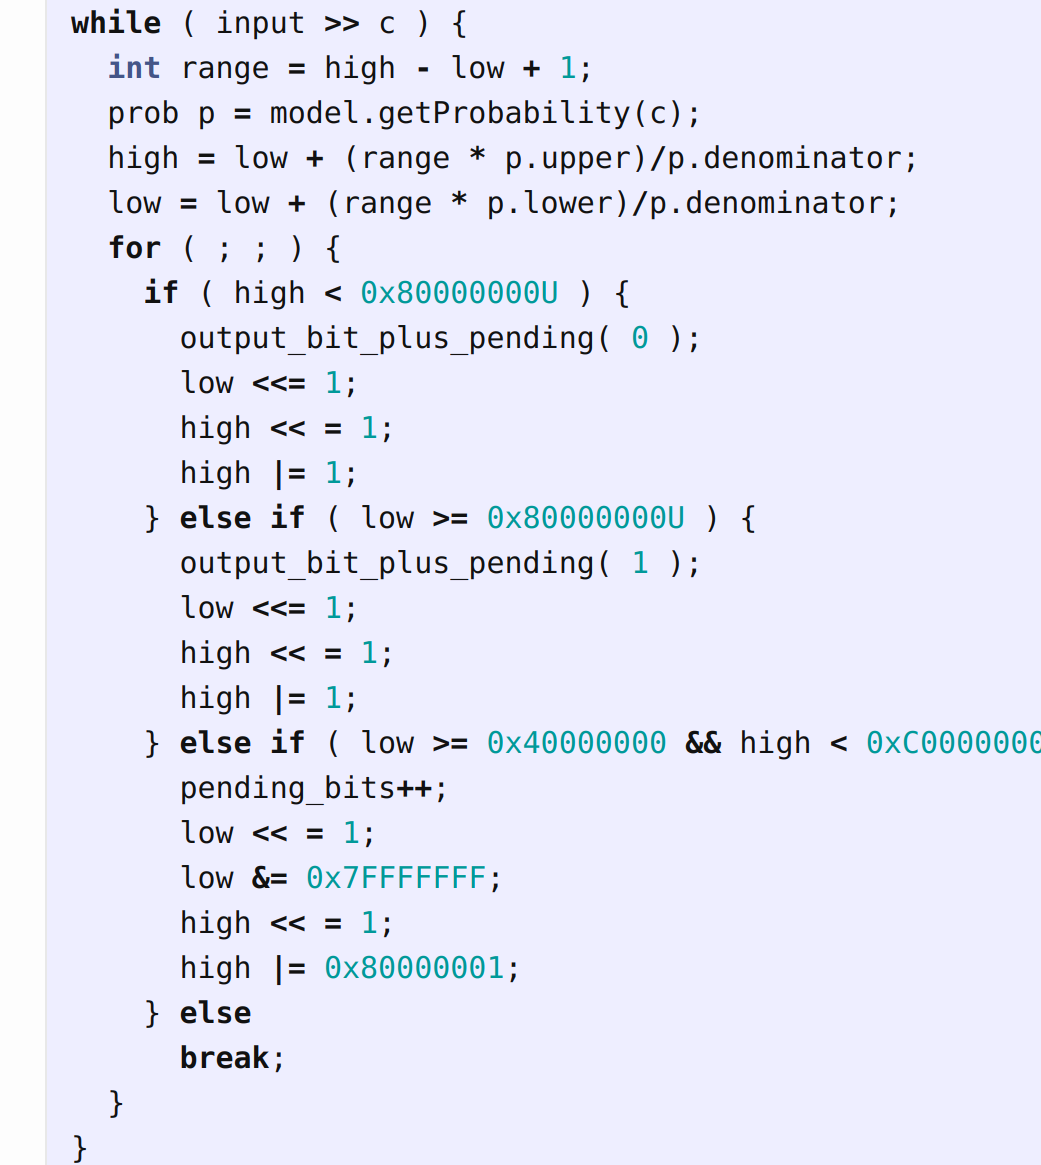 while ( input >> c ) {
  int range = high - low + 1;
  prob p = model.getProbability(c);
  high = low + (range * p.upper)/p.denominator;
  low = low + (range * p.lower)/p.denominator;
  for ( ; ; ) {
    if ( high < 0x80000000U ) {
      output_bit_plus_pending( 0 );
      low <<= 1;
      high << = 1;
      high |= 1;
    } else if ( low >= 0x80000000U ) {
      output_bit_plus_pending( 1 );
      low <<= 1;
      high << = 1;
      high |= 1;
    } else if ( low >= 0x40000000 && high < 0xC0000000
      pending_bits++;
      low << = 1;
      low &= 0x7FFFFFFF;
      high << = 1;
      high |= 0x80000001;
    } else
      break;
  }
}